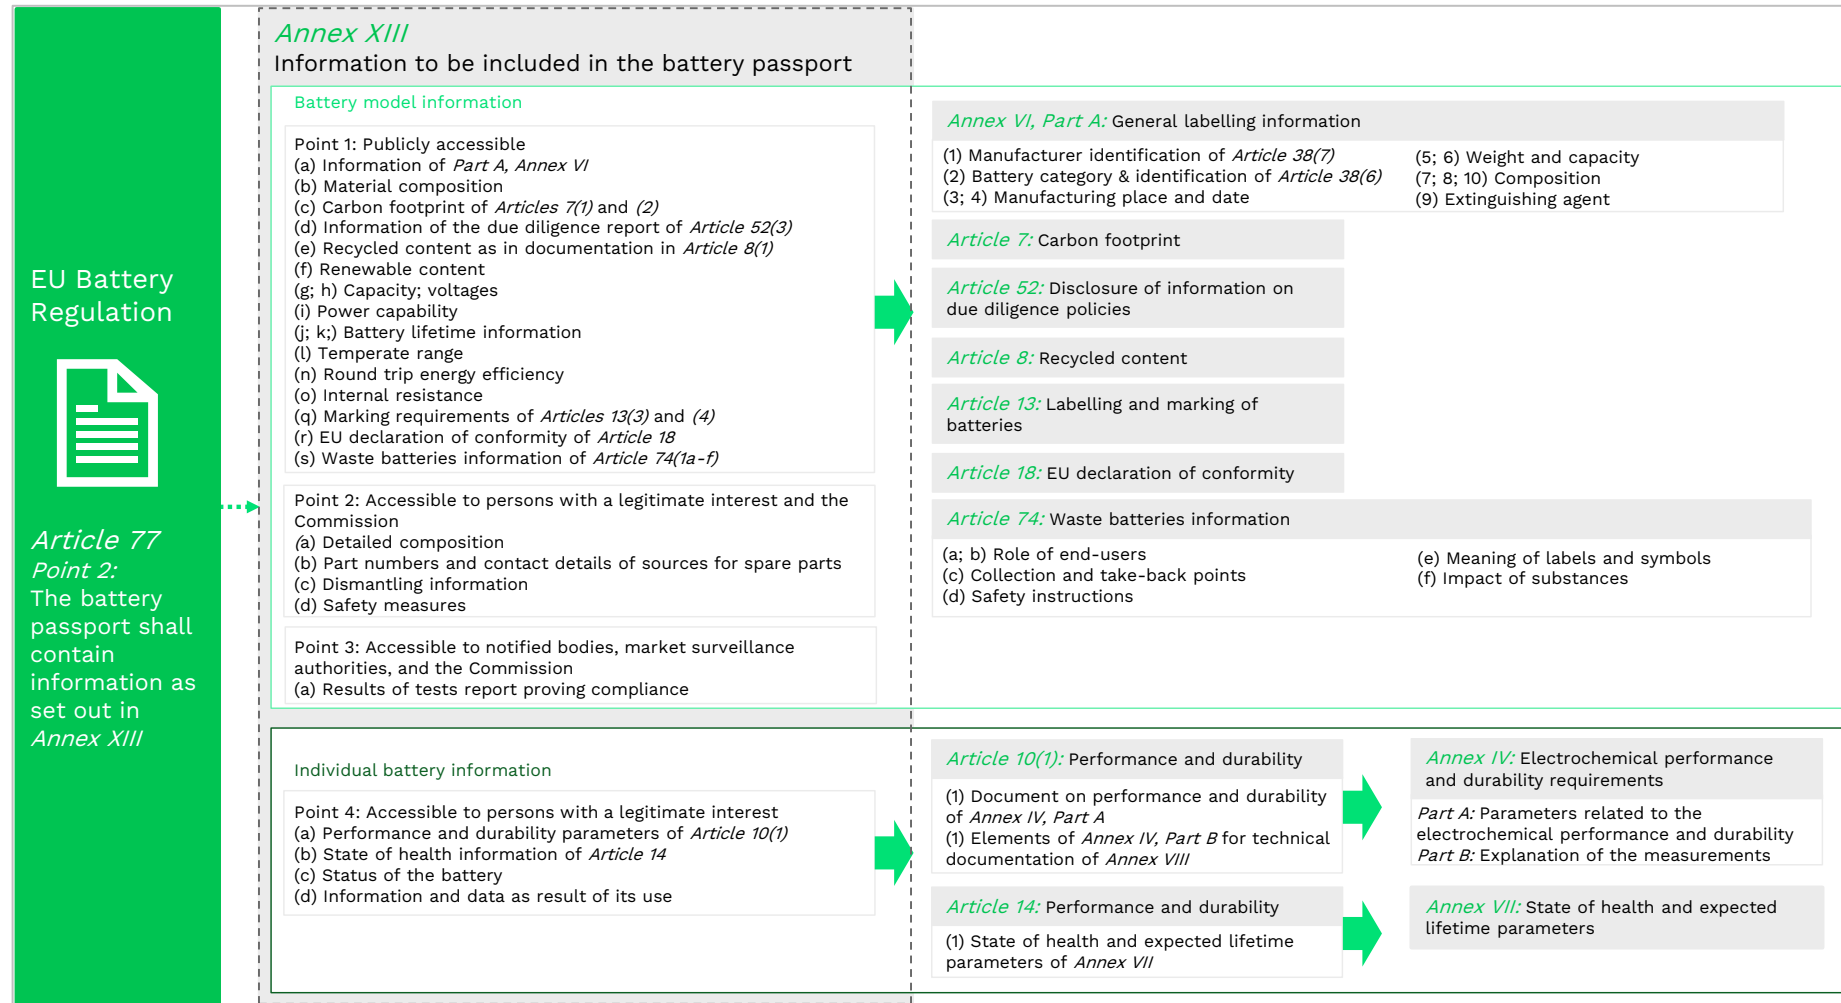 EU Battery
Regulation
Article 77
Point 2:
The battery
passport shall
contain
information as
set out in
Annex XIII
Annex XIII
Information to be included in the battery passport
Battery model information
Point 1: Publicly accessible
(a) Information of Part A, Annex VI
(b) Material composition
(c) Carbon footprint of Articles 7(1) and (2)
(d) Information of the due diligence report of Article 52(3)
(e) Recycled content as in documentation in Article 8(1)
(f) Renewable content
(g; h) Capacity; voltages
(i) Power capability
(j; k;) Battery lifetime information
(l) Temperate range
(n) Round trip energy efficiency
(o) Internal resistance
(q) Marking requirements of Articles 13(3) and (4)
(r) EU declaration of conformity of Article 18
(s) Waste batteries information of Article 74(1a-f)
Point 2: Accessible to persons with a legitimate interest and the
Commission
(a) Detailed composition
(b) Part numbers and contact details of sources for spare parts
(c) Dismantling information
(d) Safety measures
Point 3: Accessible to notified bodies, market surveillance
authorities, and the Commission
(a) Results of tests report proving compliance
Annex VI, Part A: General labelling information
(1) Manufacturer identification of Article 38(7)
(2) Battery category & identification of Article 38(6)
(3; 4) Manufacturing place and date
(5; 6) Weight and capacity
(7; 8; 10) Composition
(9) Extinguishing agent
Article 7: Carbon footprint
Article 52: Disclosure of information on
due diligence policies
Article 8: Recycled content
Article 13: Labelling and marking of
batteries
Article 18: EU declaration of conformity
Article 74: Waste batteries information
(a; b) Role of end-users
(c) Collection and take-back points
(d) Safety instructions
(e) Meaning of labels and symbols
(f) Impact of substances
Individual battery information
Point 4: Accessible to persons with a legitimate interest
(a) Performance and durability parameters of Article 10(1)
(b) State of health information of Article 14
(c) Status of the battery
(d) Information and data as result of its use
Article 10(1): Performance and durability
(1) Document on performance and durability
of Annex IV, Part A
(1) Elements of Annex IV, Part B for technical
documentation of Annex VIII
Annex IV: Electrochemical performance
and durability requirements
Part A: Parameters related to the
electrochemical performance and durability
Part B: Explanation of the measurements
Article 14: Performance and durability
(1) State of health and expected lifetime
parameters of Annex VII
Annex VII: State of health and expected
lifetime parameters